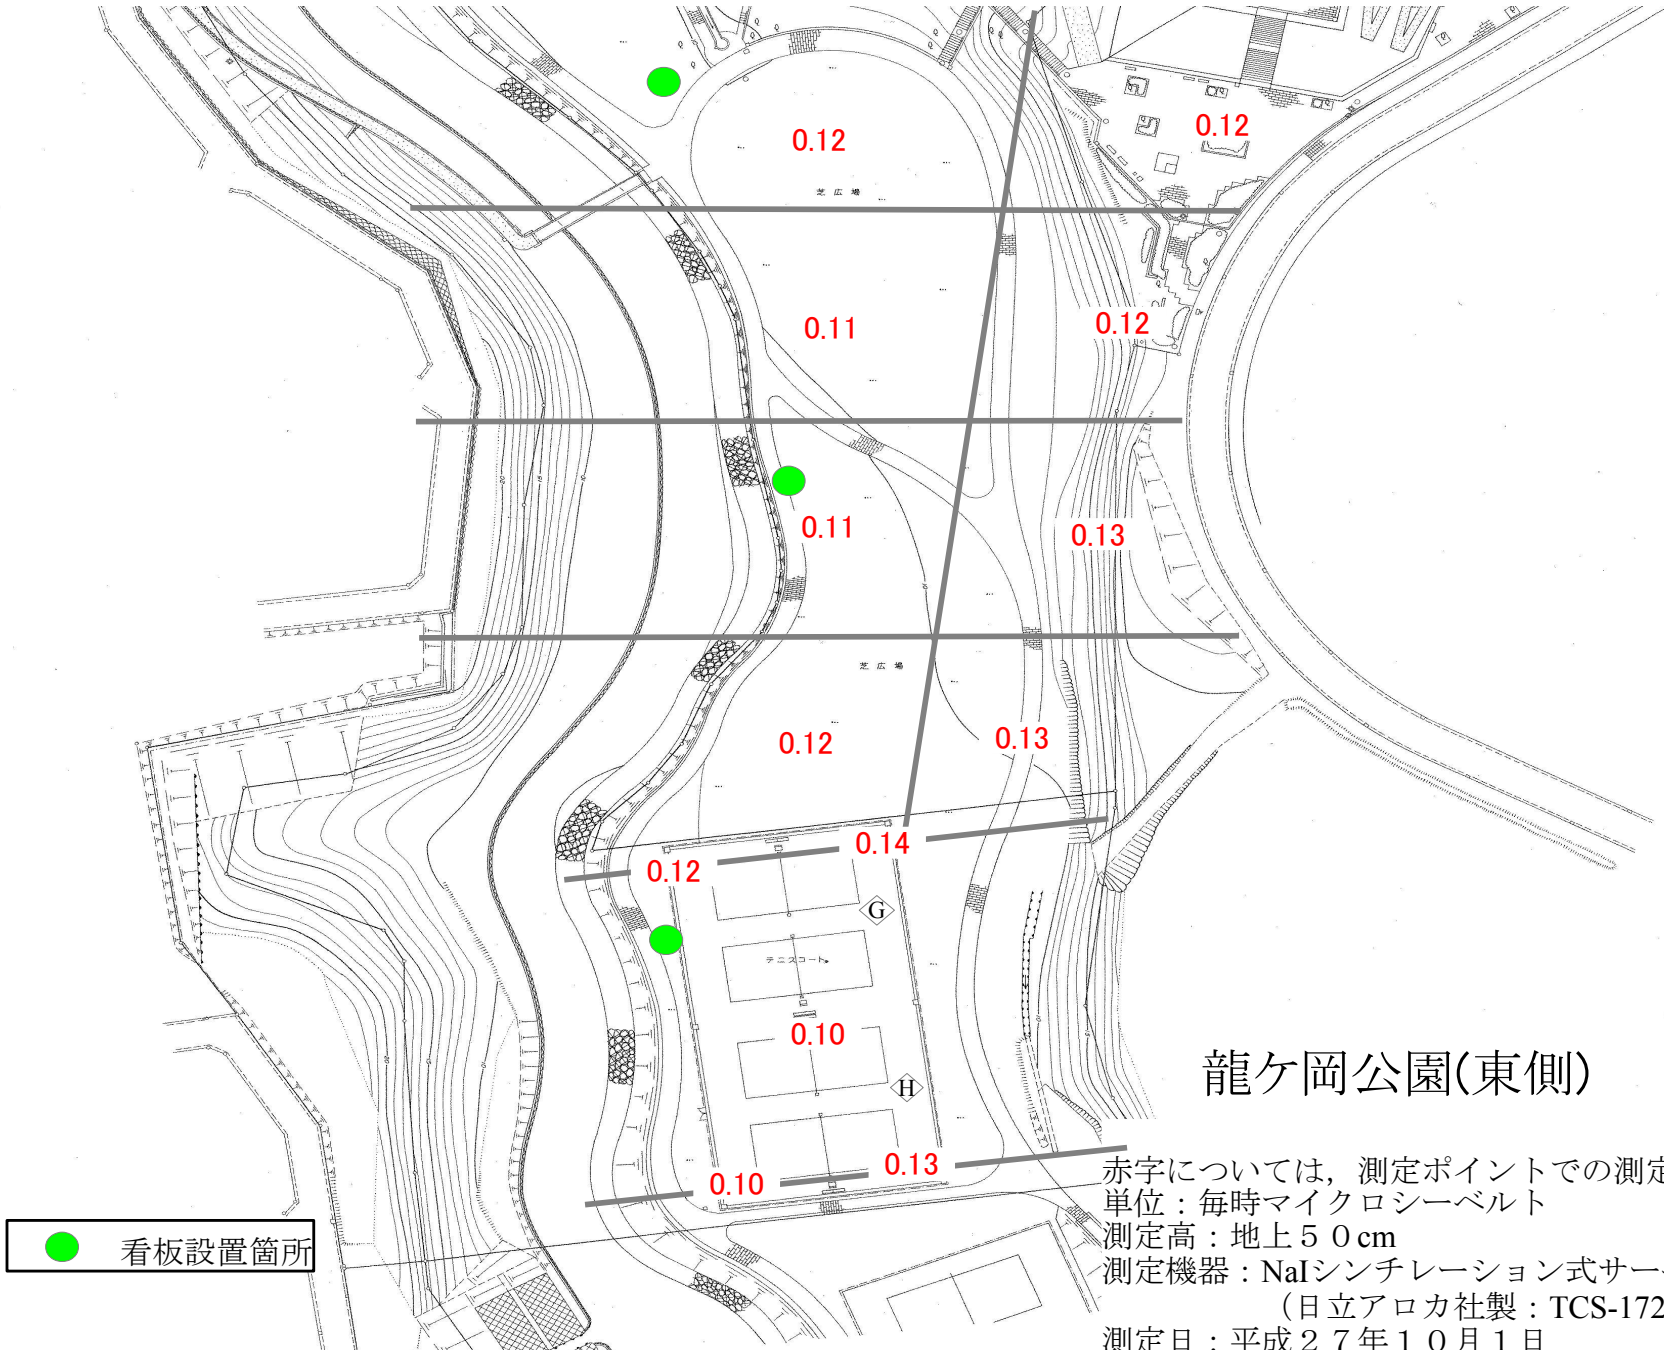 0.12
0.12
芝広場
0.11
0.12
0.11
0.13
芝広場
0.12
0.13
0.14
0.12
G
テニスコート
0.10
H
龍ケ岡公園(東側)
0.13
0.10
赤字については，測定ポイントでの測定
単位：毎時マイクロシーベルト
測定高：地上５０cm
測定機器：NaIシンチレーション式サー
（日立アロカ社製：TCS-172
測定日：平成２７年１０月１日
看板設置箇所